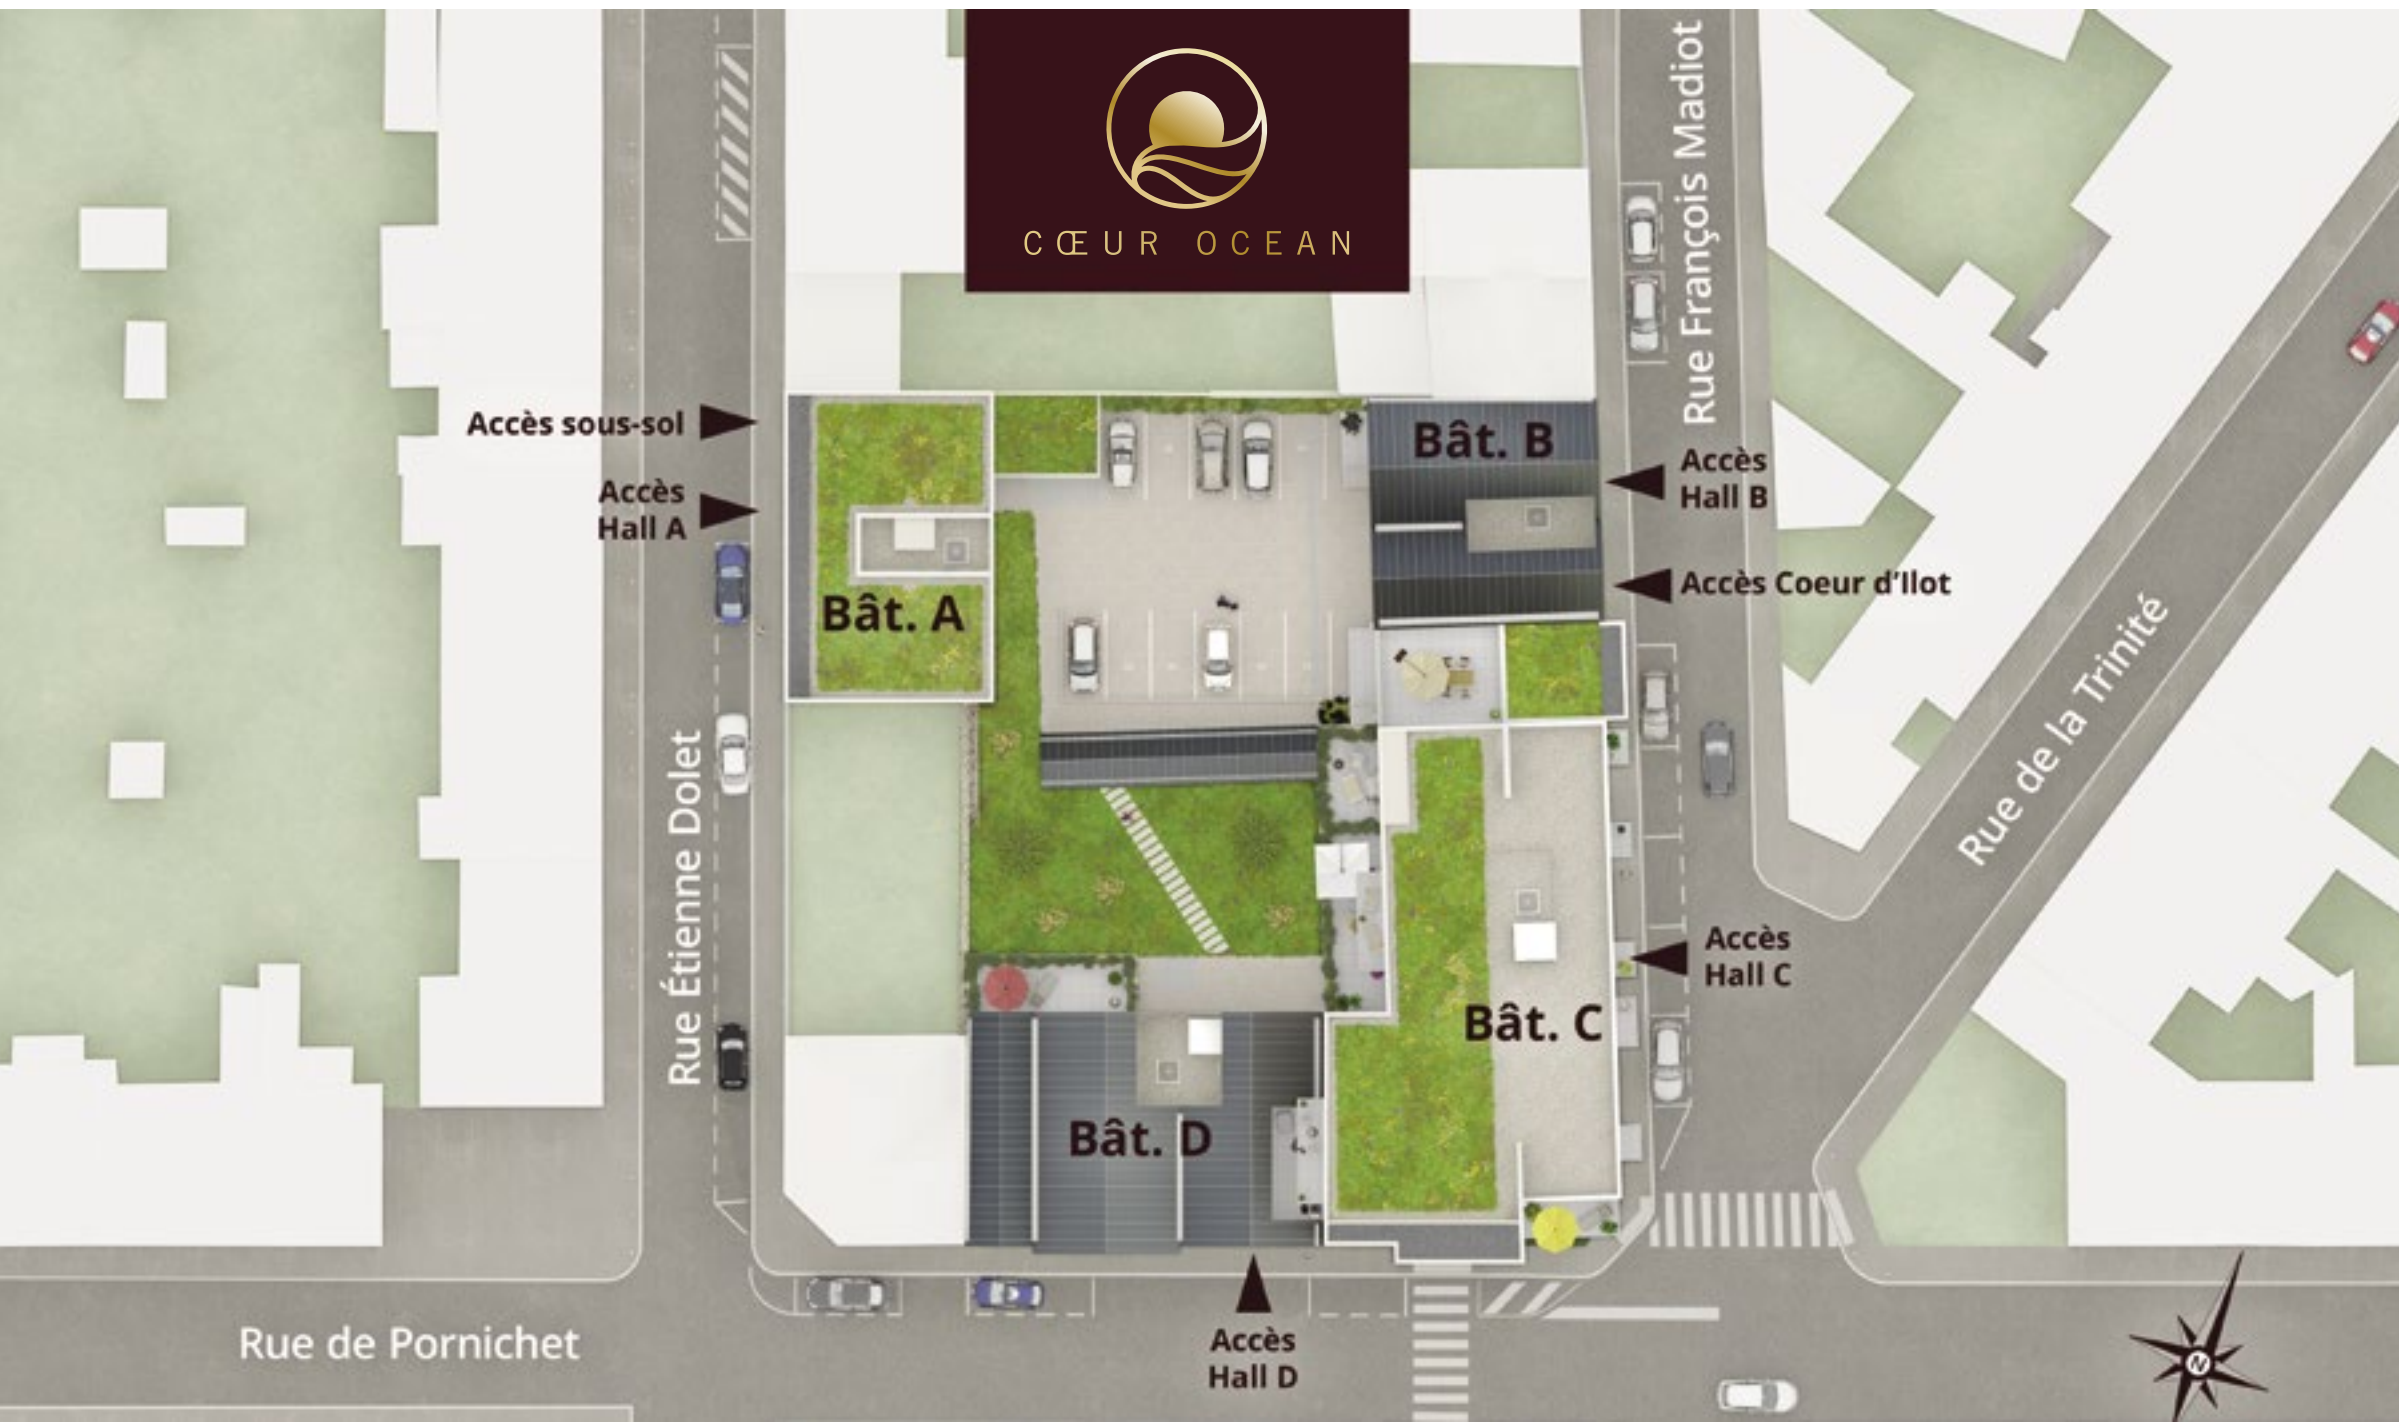 CŒUR OCEAN
Rue François Madiot
Accès sous-sol
Accès
Hall A
Bât. B
Accès
Hall B
Accès Coeur d'Ilot
Bât. A
Rue de la Trinité
Rue Étienne Dolet
Accès
Hall C
Bât. C
Bât. D
Rue de Pornichet
Accès
Hall D
N